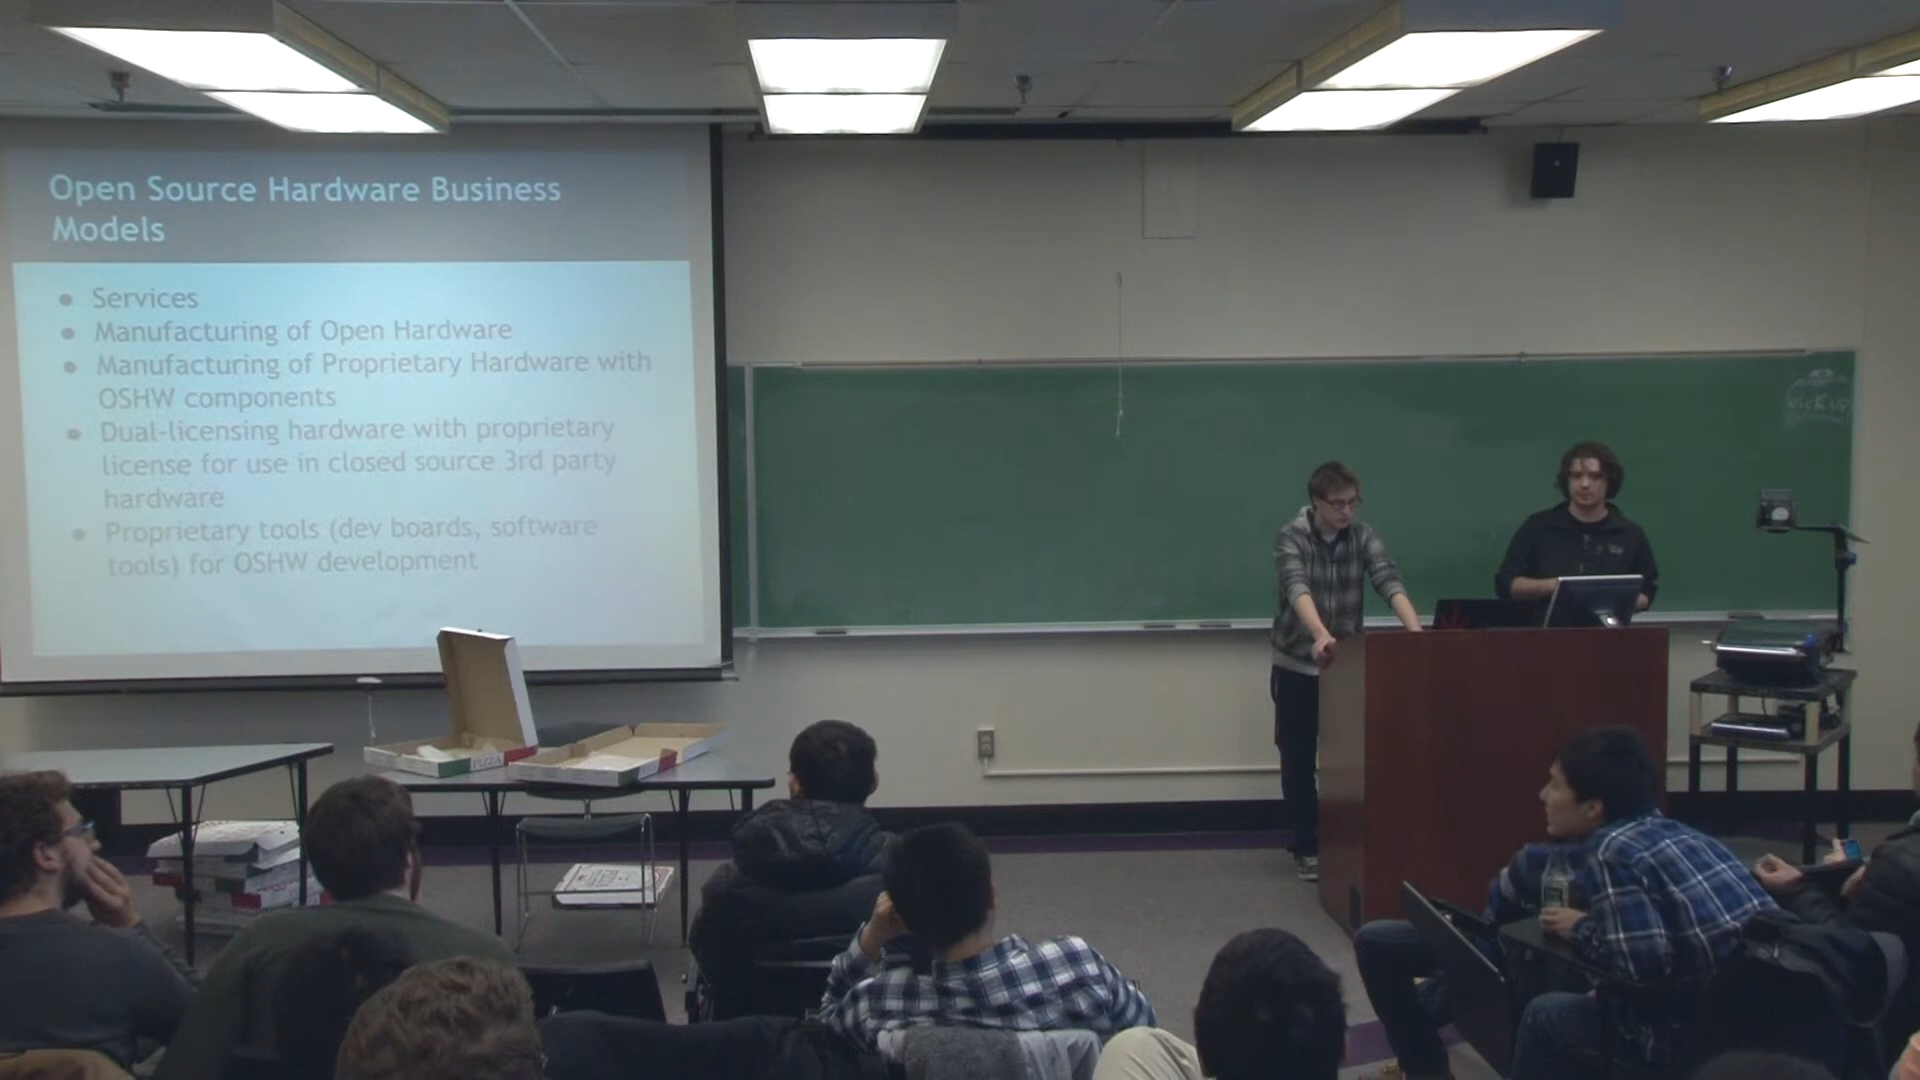 Open Source Hardware Business
Models
● Services
● Manufacturing of Open Hardware
● Manufacturing of Proprietary Hardware with
OSHW components
● Dual-licensing hardware with proprietary
license for use in closed source 3rd party
hardware
● Proprietary tools (dev boards, software
tools) for OSHW development
PIZZA